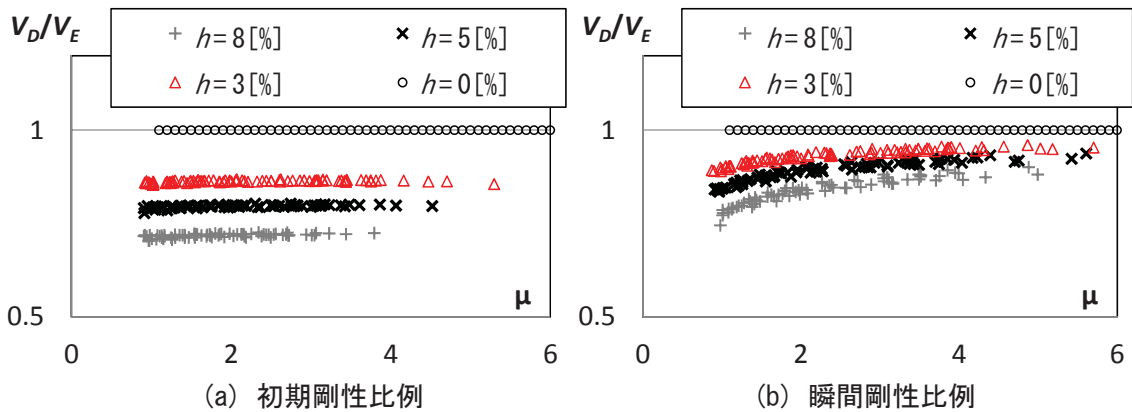 V_D/V_E
h=8[%] h=5[%]
h=3[%] h=0[%]
1
0.5
μ
0 2 4 6
(a) 初期剛性比例
V_D/V_E
h=8[%] h=5[%]
h=3[%] h=0[%]
1
0.5
μ
0 2 4 6
(b) 瞬間剛性比例